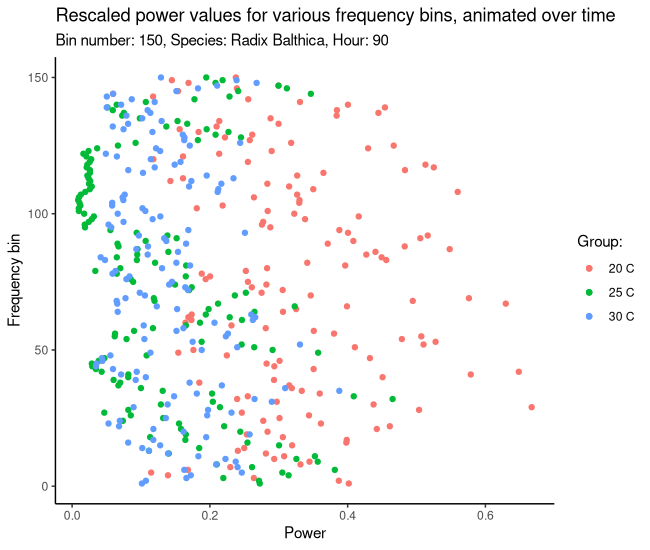 Rescaled power values for various frequency bins, animated over time
Bin number: 150, Species: Radix Balthica, Hour: 90
150
100
50
0
Frequency bin
0.0
0.2
0.4
0.6
Power
Group:
20 C
25 C
30 C